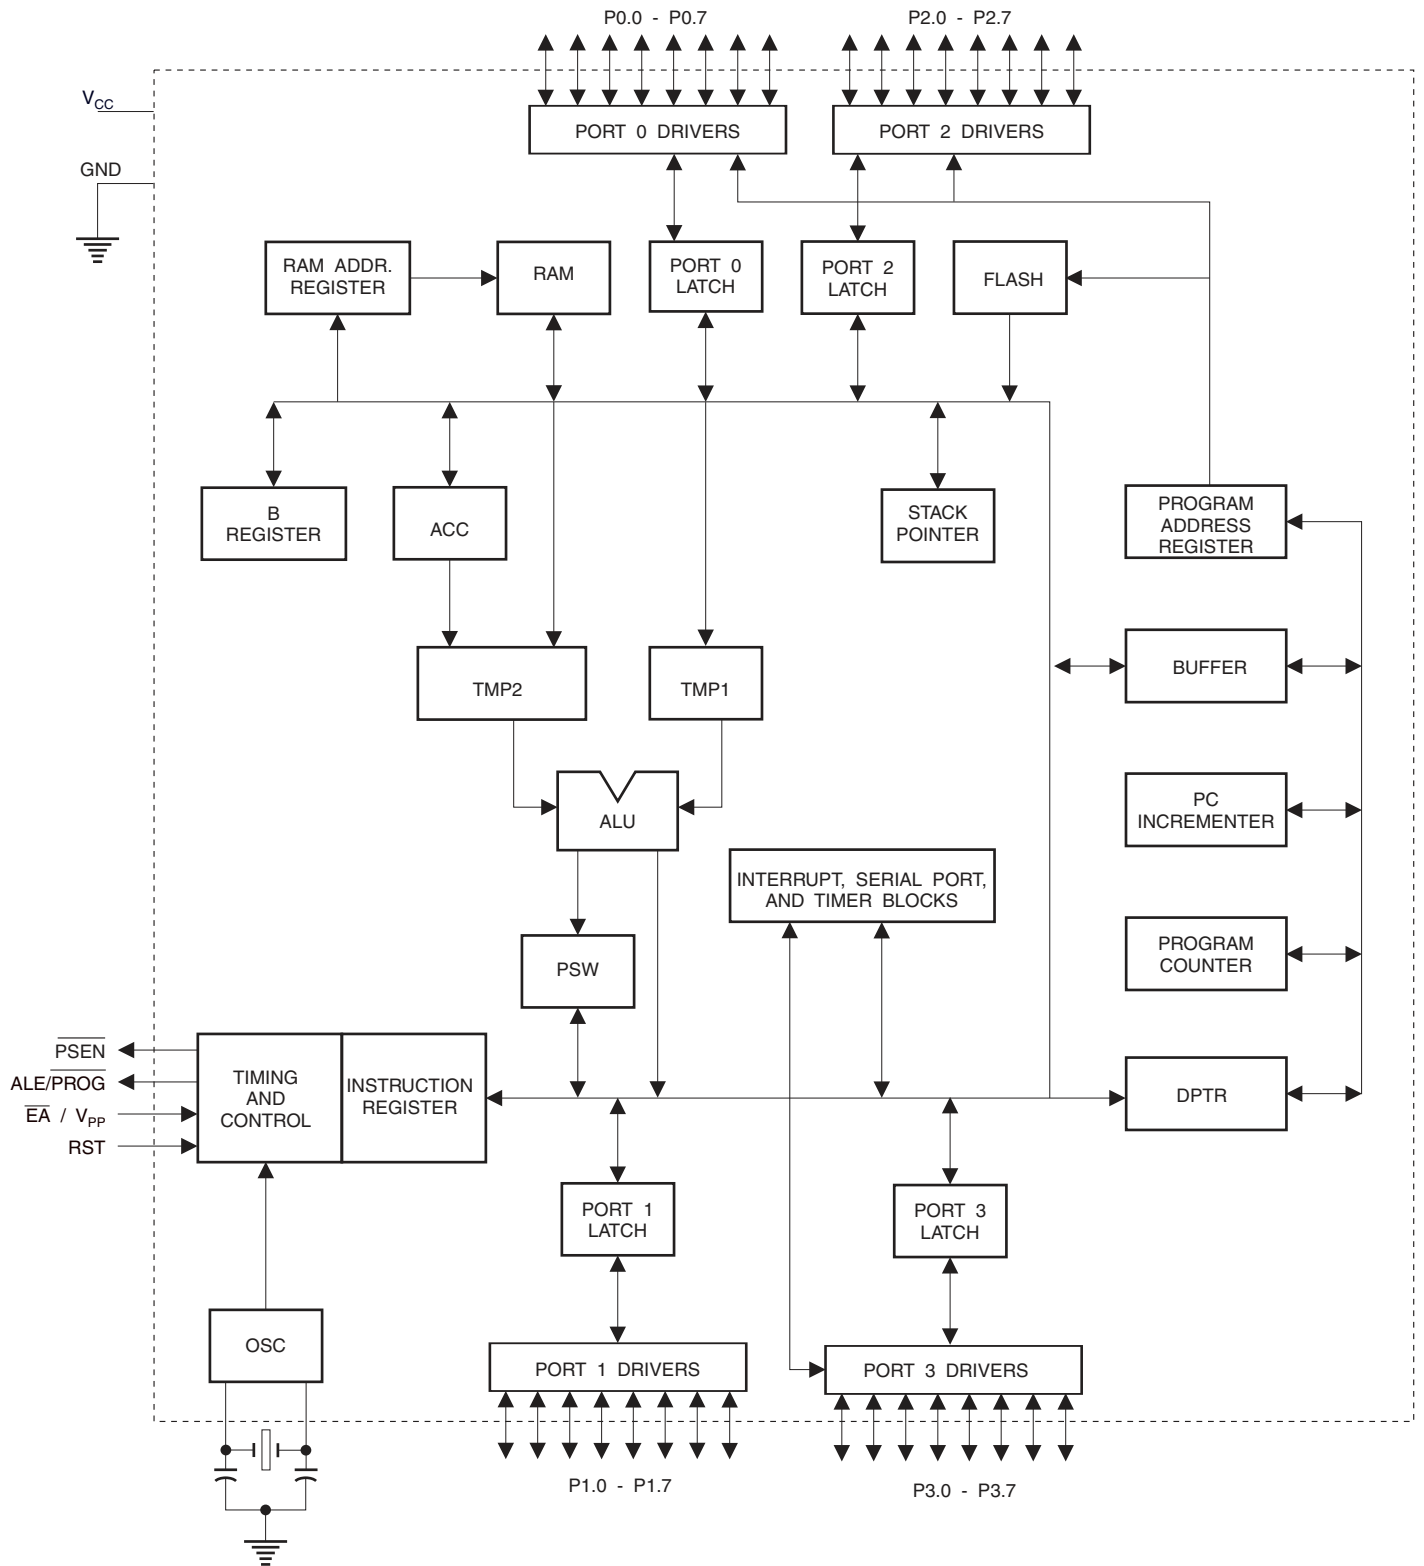 P0.0 - P0.7
P2.0 - P2.7
VCC
PORT 0 DRIVERS
PORT 2 DRIVERS
GND
RAM ADDR.
REGISTER
RAM
PORT 0
LATCH
PORT 2
LATCH
FLASH
B
REGISTER
ACC
STACK
POINTER
PROGRAM
ADDRESS
REGISTER
BUFFER
TMP2
TMP1
PC
INCREMENTER
ALU
INTERRUPT, SERIAL PORT,
AND TIMER BLOCKS
PROGRAM
COUNTER
PSW
PSEN
ALE/PROG
EA / VPP
RST
TIMING
AND
CONTROL
INSTRUCTION
REGISTER
DPTR
PORT 1
LATCH
PORT 3
LATCH
OSC
PORT 1 DRIVERS
PORT 3 DRIVERS
P1.0 - P1.7
P3.0 - P3.7